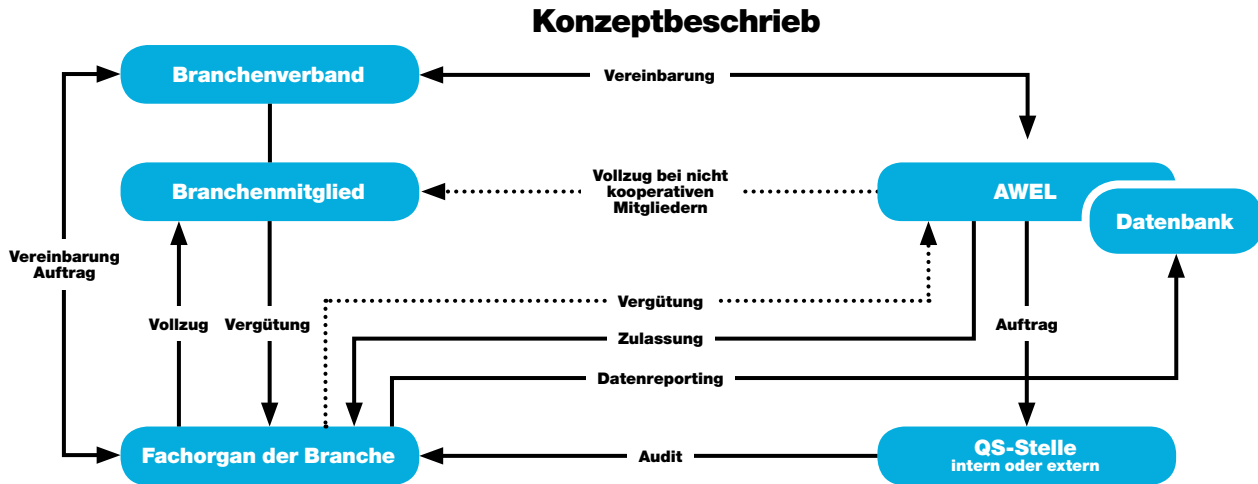 Konzeptbeschrieb
Branchenverband
Vereinbarung
Branchenmitglied
Vollzug bei nicht
kooperativen
Mitgliedern
AWEL
Datenbank
Vereinbarung
Auftrag
Vollzug
Vergütung
Vergütung
Zulassung
Auftrag
Datenreporting
Fachorgan der Branche
Audit
QS-Stelle
intern oder extern